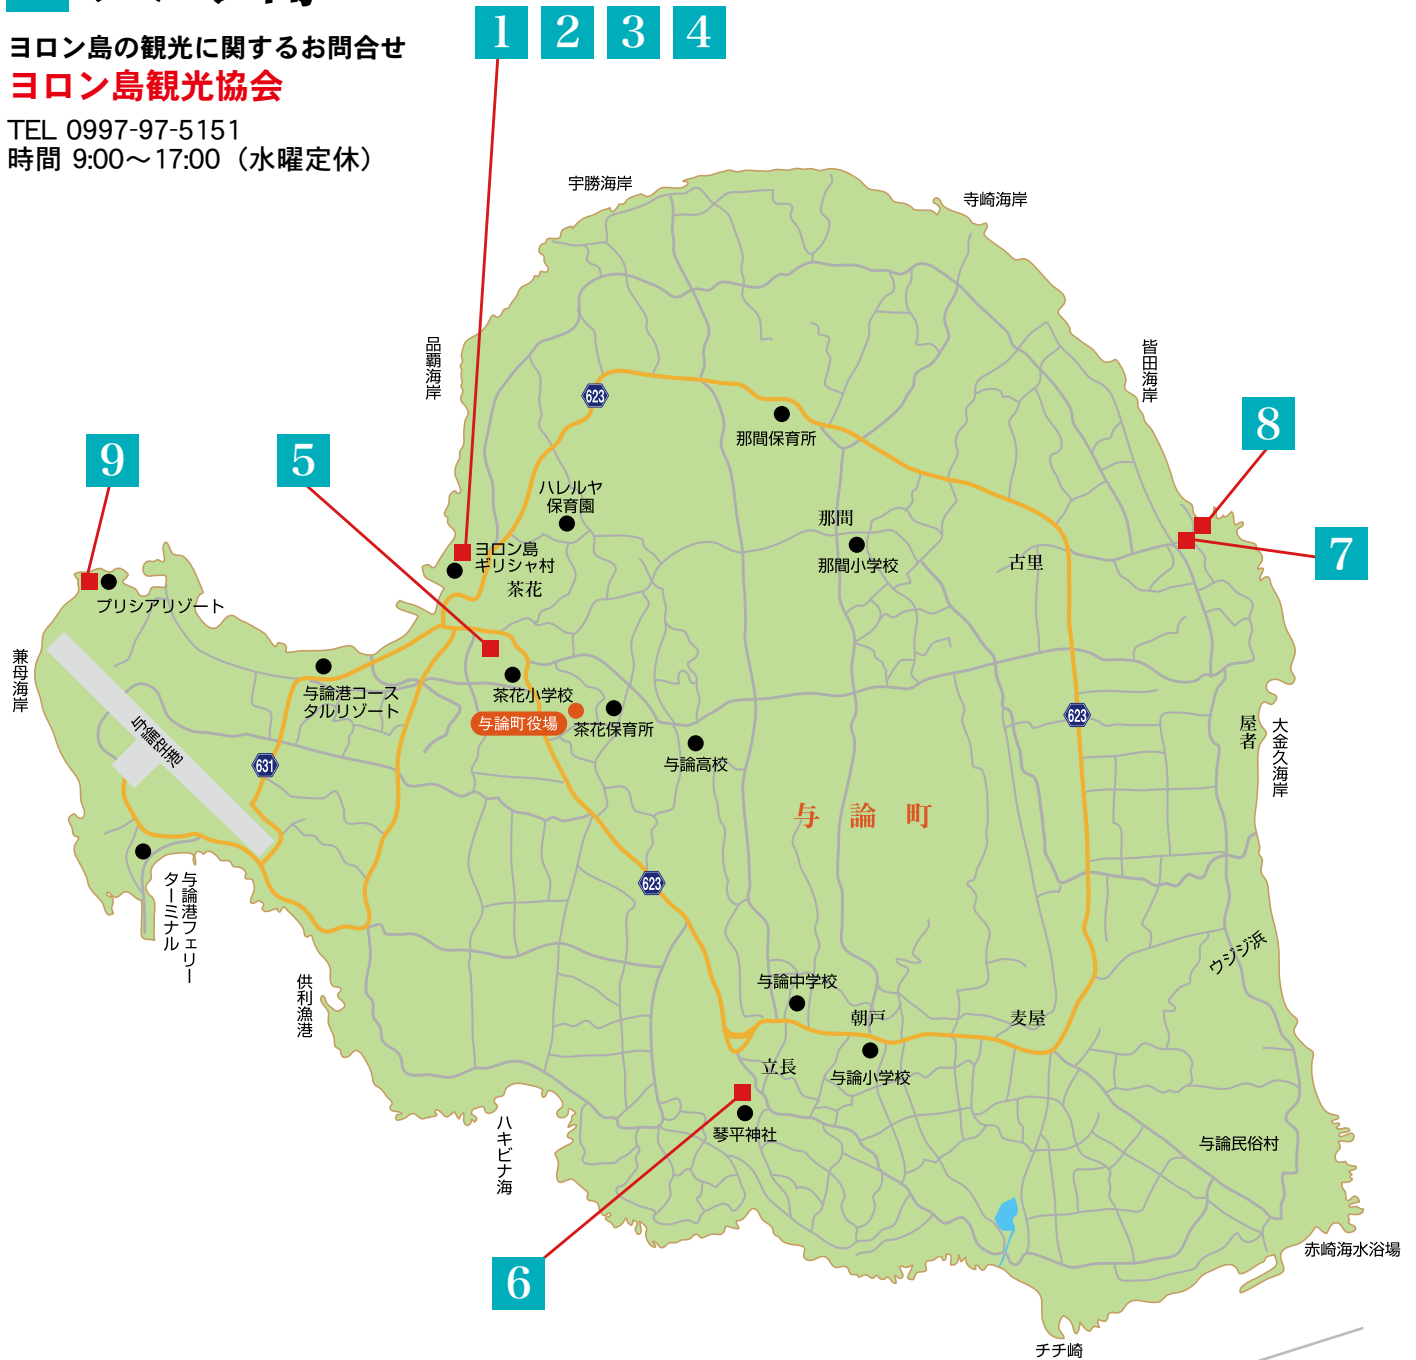 ヨロン島の観光に関するお問合せ
ヨロン島観光協会
TEL 0997-97-5151
時間 9:00～17:00（水曜定休）
1
2
3
4
宇勝海岸
寺崎海岸
品覇海岸
皆田海岸
623
8
那間保育所
9
5
ハレルヤ
保育園
那間
7
ヨロン島
ギリシャ村
那間小学校
古里
茶花
プリシアリゾート
兼母海岸
与論港コース
タルリゾート
茶花小学校
与論町役場
茶花保育所
623
屋者
大金久海岸
与論空港
631
与論高校
与論町
623
与論港フェリー
ターミナル
ウジジ浜
供利漁港
与論中学校
朝戸
麦屋
立長
与論小学校
ハキビナ海
琴平神社
与論民俗村
6
赤崎海水浴場
チチ崎